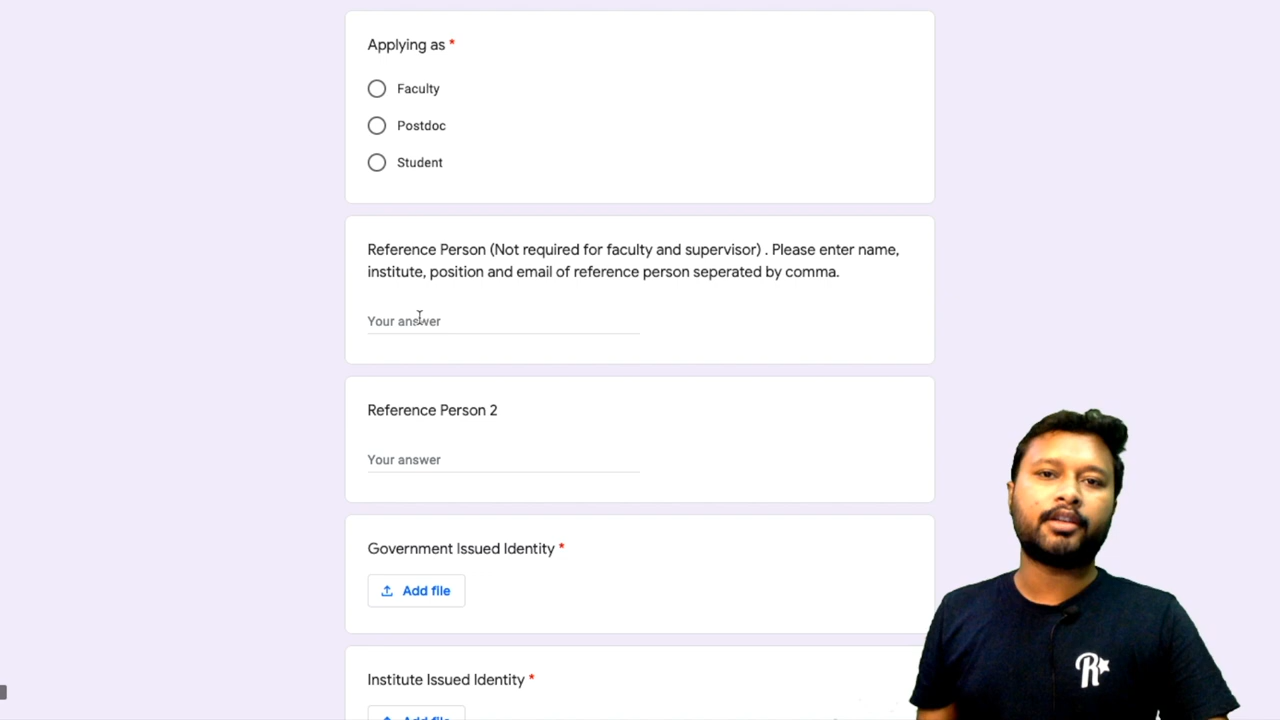 Applying as *
Faculty
Postdoc
Student
Reference Person (Not required for faculty and supervisor) . Please enter name,
institute, position and email of reference person seperated by comma.
Your answer
Reference Person 2
Your answer
Government Issued Identity *
Add file
Institute Issued Identity *
Add file
R